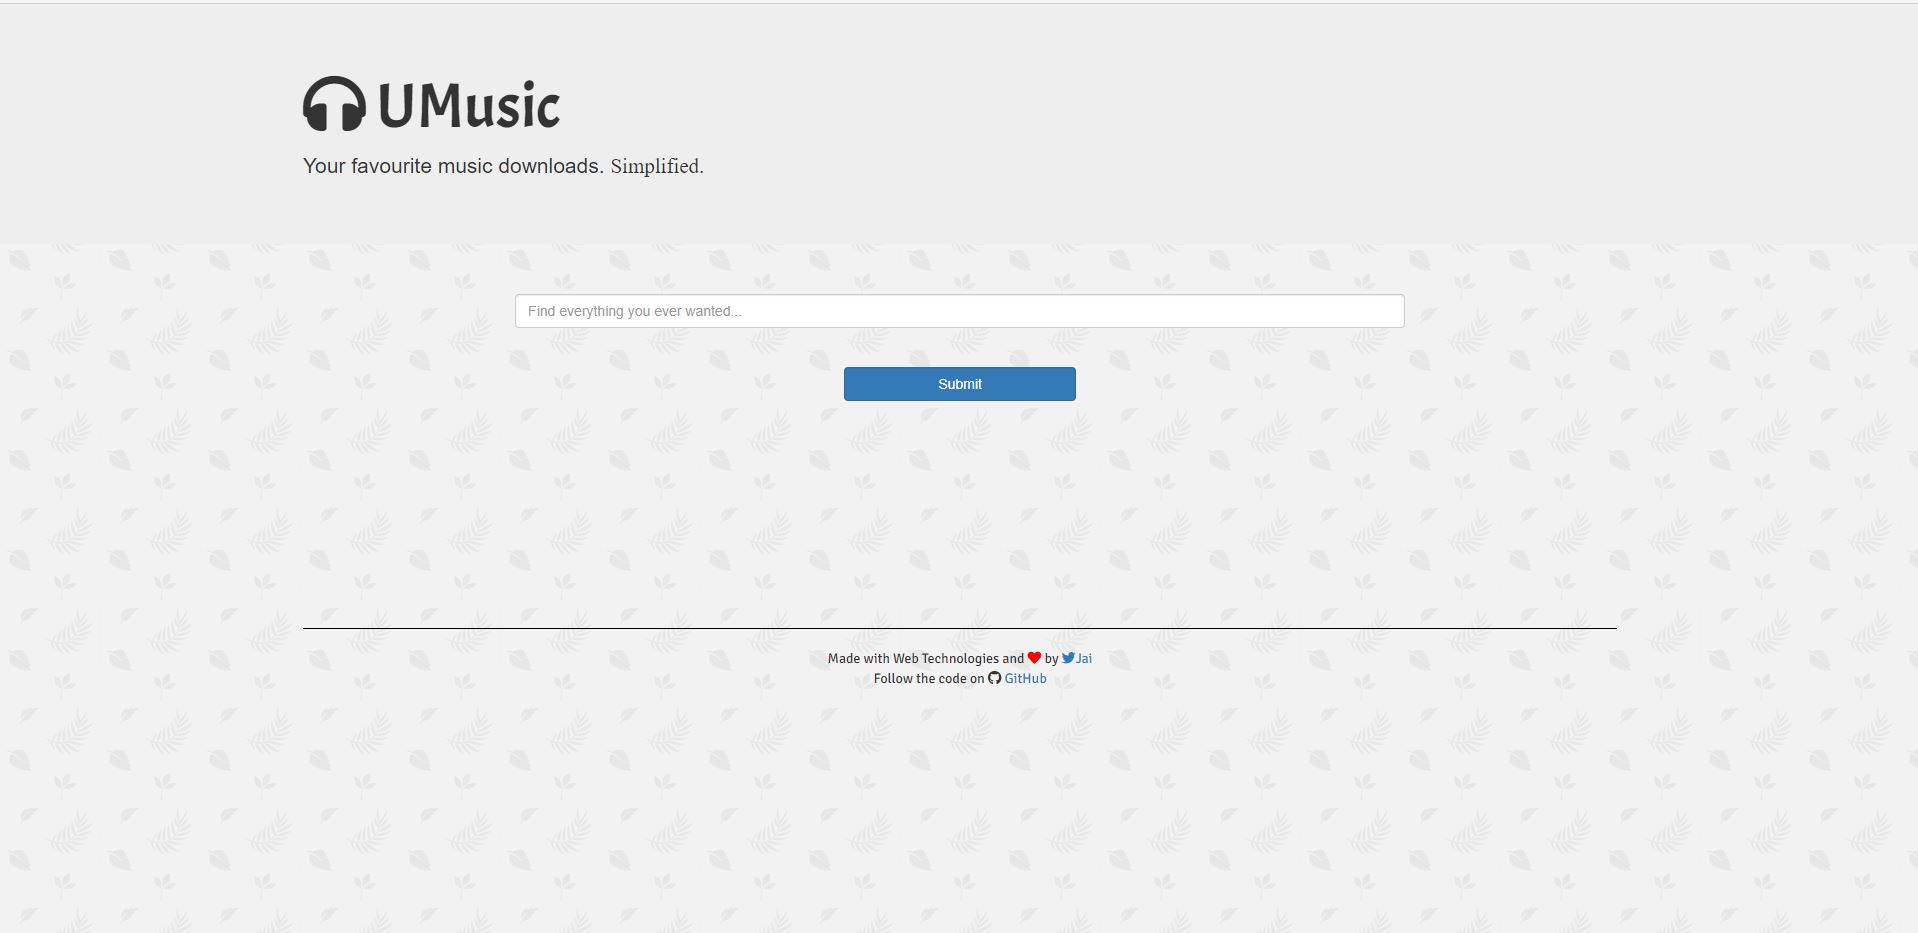 UMusic
Your favourite music downloads. Simplified.
Find everything you ever wanted...
Submit
Made with Web Technologies and ❤ by Jai
Follow the code on GitHub